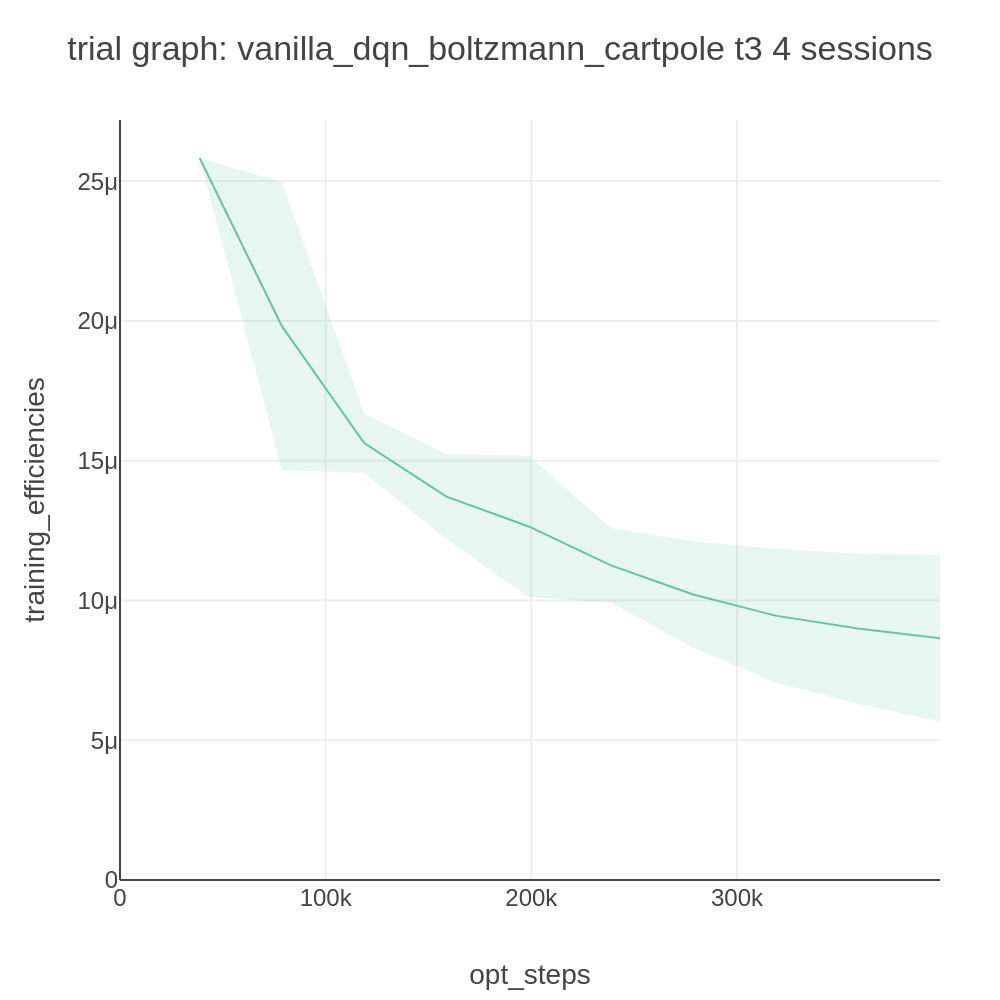 trial graph: vanilla_dqn_boltzmann_cartpole t3 4 sessions
training_efficiencies
25μ
20μ
15μ
10μ
5μ
0
0 100k 200k 300k
opt_steps